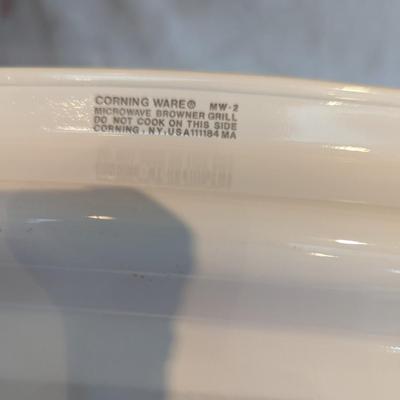 CORNING WARE® MW-2
MICROWAVE BROWNER GRILL
DO NOT COOK ON THIS SIDE
CORNING, NY, USA 111184 MA